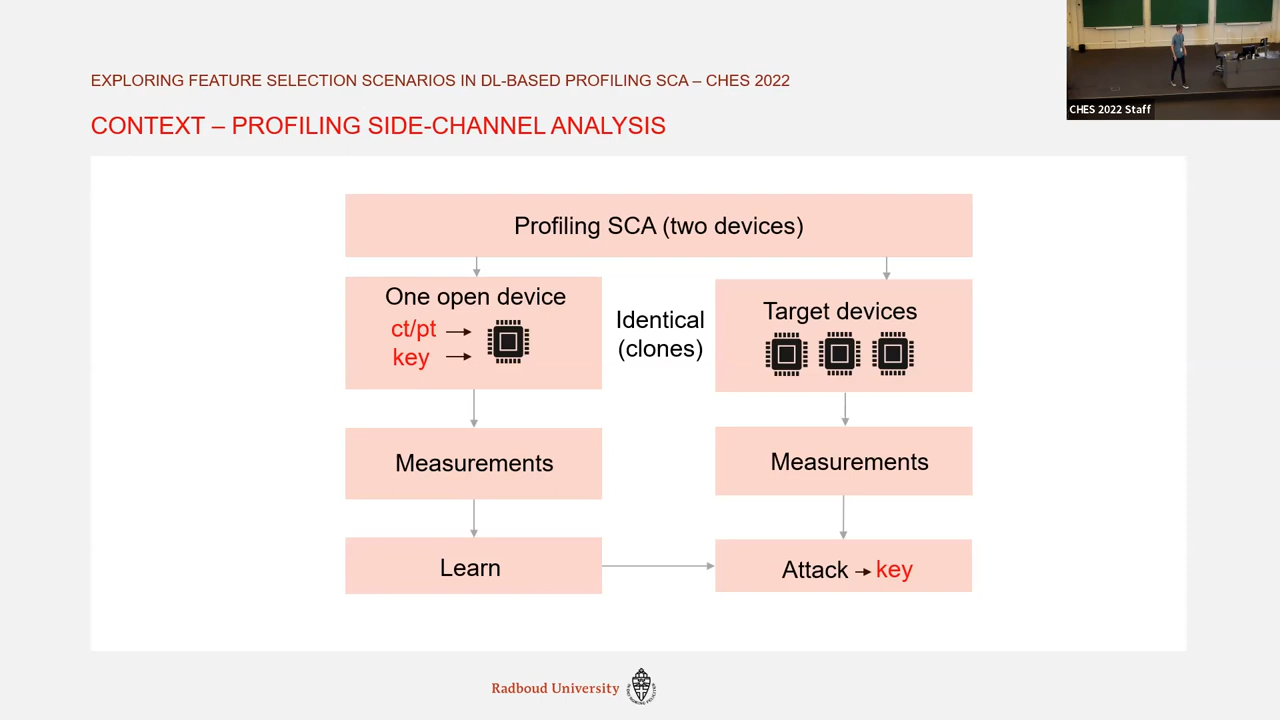 EXPLORING FEATURE SELECTION SCENARIOS IN DL-BASED PROFILING SCA – CHES 2022
CONTEXT – PROFILING SIDE-CHANNEL ANALYSIS
CHES 2022 Staff
Profiling SCA (two devices)
One open device
ct/pt
key
Identical
(clones)
Target devices
Measurements
Measurements
Learn
Attack
key
Radboud University